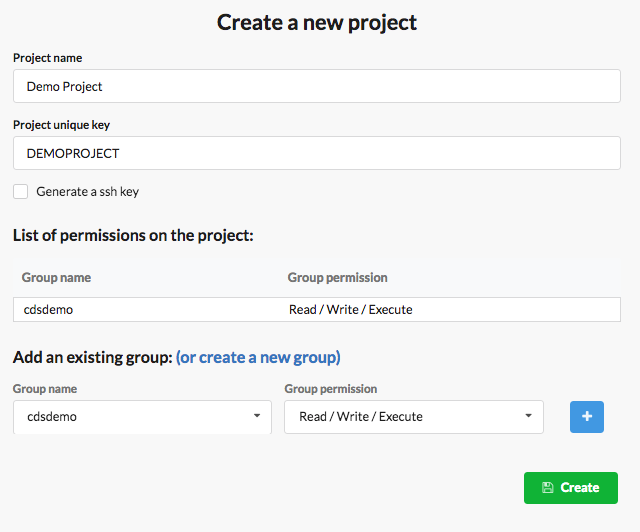 Create a new project
Project name
Demo Project
Project unique key
DEMOPROJECT
Generate a ssh key
List of permissions on the project:
Group name Group permission
cdsdemo Read / Write / Execute
Add an existing group: (or create a new group)
Group name Group permission
cdsdemo Read / Write / Execute +
Create